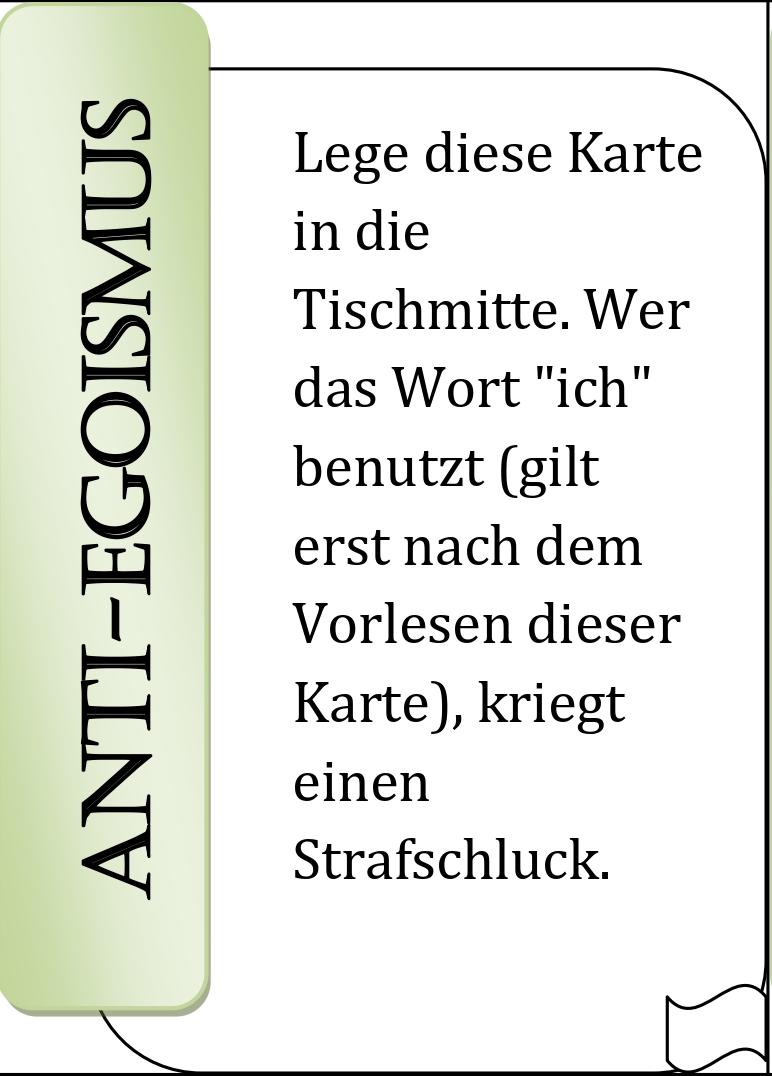 ANTI-EGOISMUS
Lege diese Karte
in die
Tischmitte. Wer
das Wort "ich"
benutzt (gilt
erst nach dem
Vorlesen dieser
Karte), kriegt
einen
Strafschluck.